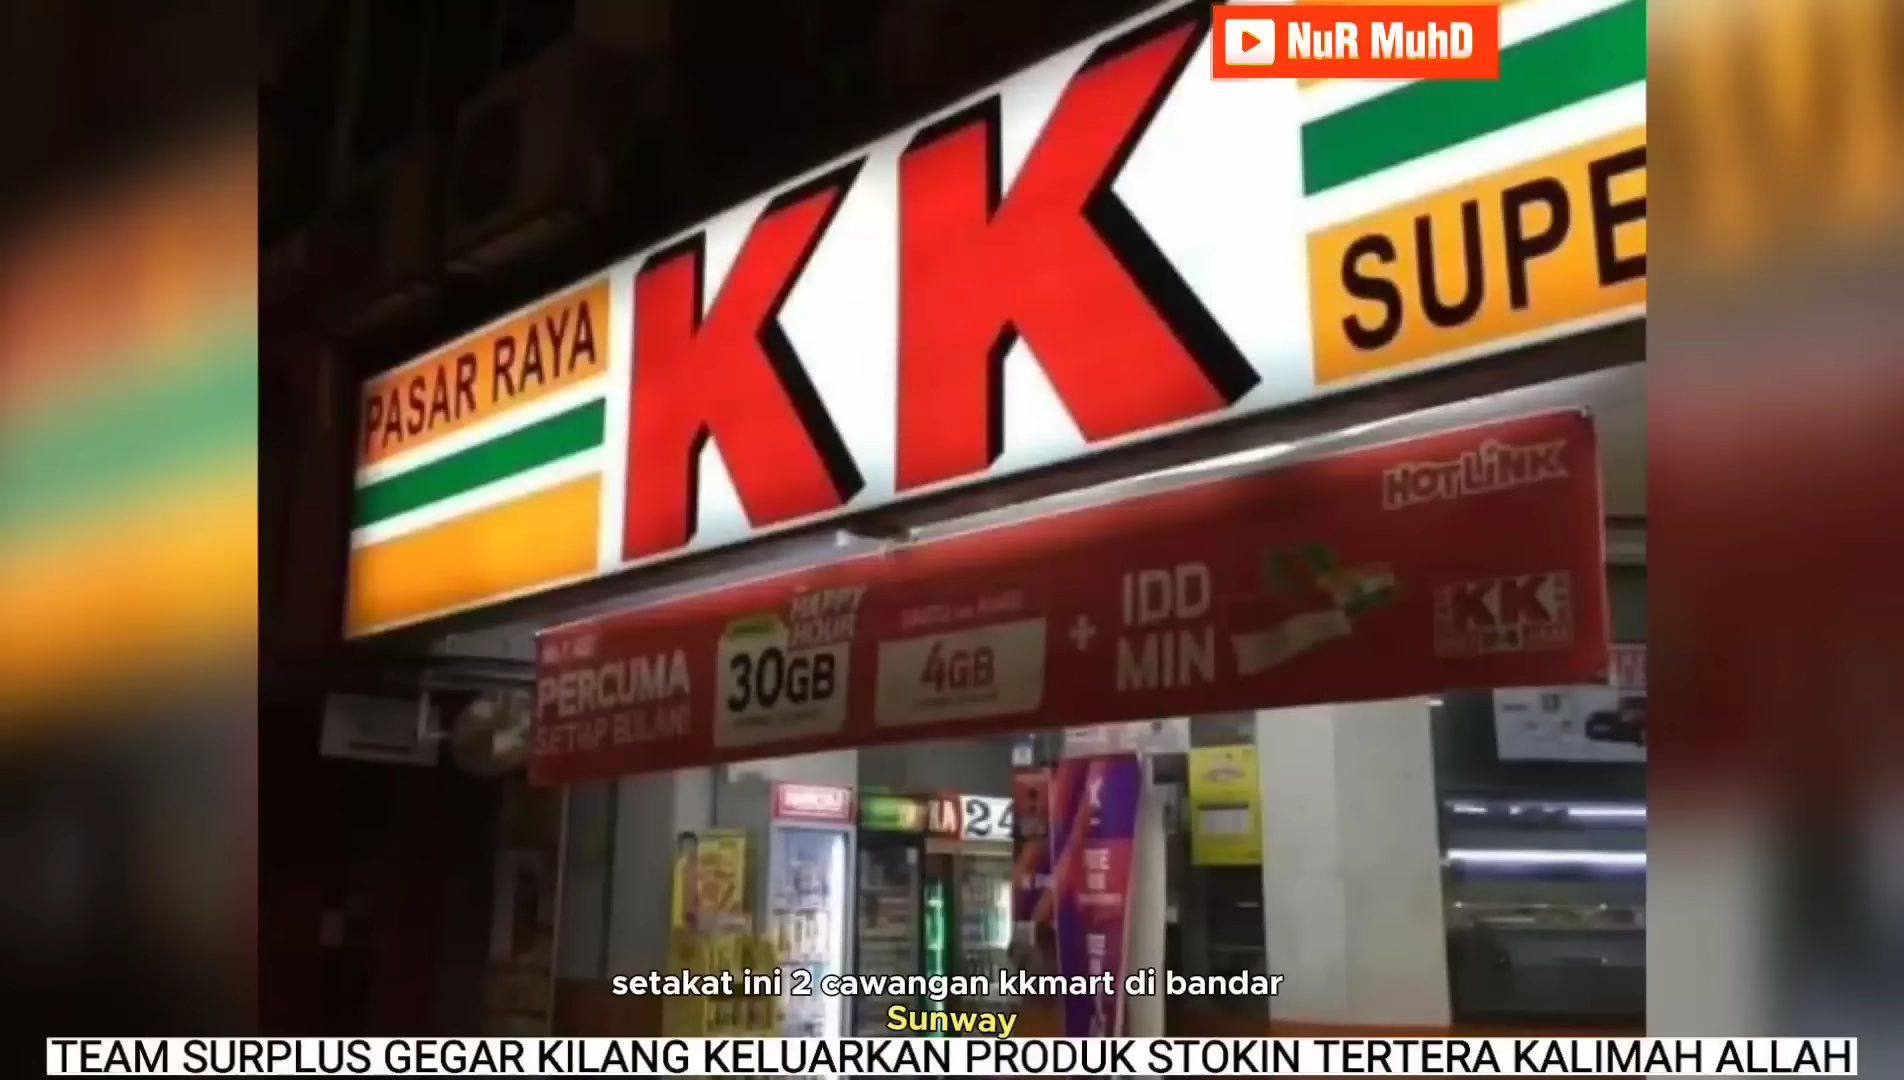 NuR MuhD
PASAR RAYA
KK
SUPE
HOTLiNK
PERCUMA
SETIAP BULAN!
HAPPY
HOUR
30GB
4GB
+
IDD
MIN
KK
24
setakat ini 2 cawangan kkmart di bandar
Sunway
TEAM SURPLUS GEGAR KILANG KELUARKAN PRODUK STOKIN TERTERA KALIMAH ALLAH